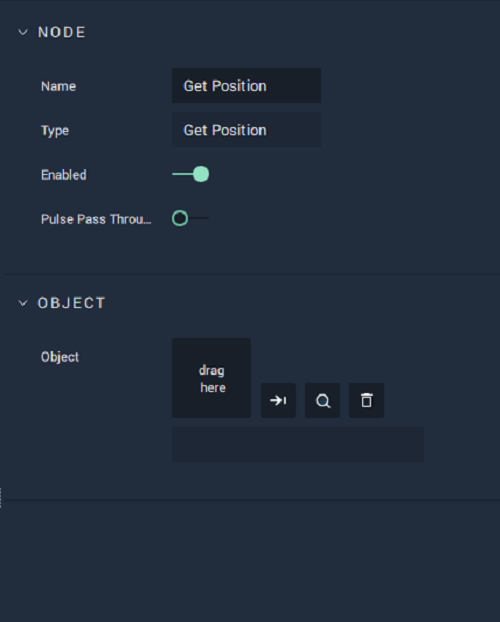 NODE
Name
Get Position
Type
Get Position
Enabled
Pulse Pass Throu...
OBJECT
Object
drag
here